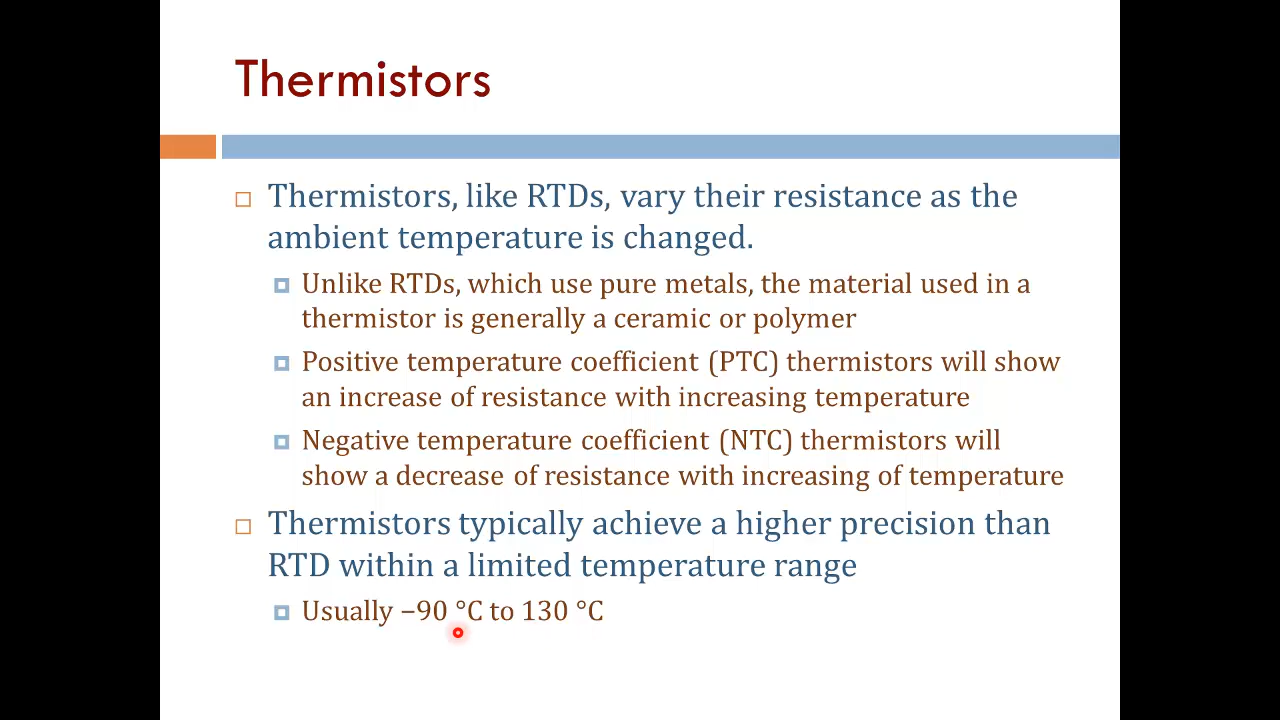 Thermistors
Thermistors, like RTDs, vary their resistance as the
ambient temperature is changed.
Unlike RTDs, which use pure metals, the material used in a
thermistor is generally a ceramic or polymer
Positive temperature coefficient (PTC) thermistors will show
an increase of resistance with increasing temperature
Negative temperature coefficient (NTC) thermistors will
show a decrease of resistance with increasing of temperature
Thermistors typically achieve a higher precision than
RTD within a limited temperature range
Usually −90 °C to 130 °C